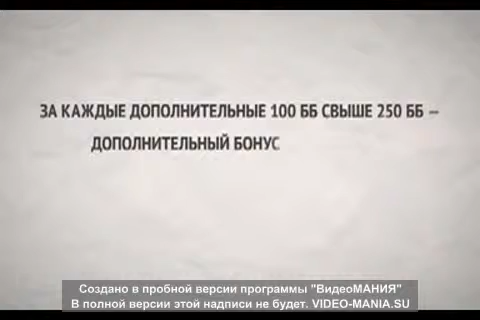 ЗА КАЖДЫЕ ДОПОЛНИТЕЛЬНЫЕ 100 ББ СВЫШЕ 250 ББ –
ДОПОЛНИТЕЛЬНЫЙ БОНУС
Создано в пробной версии программы "ВидеоМАНИЯ"
В полной версии этой надписи не будет. VIDEO-MANIA.SU